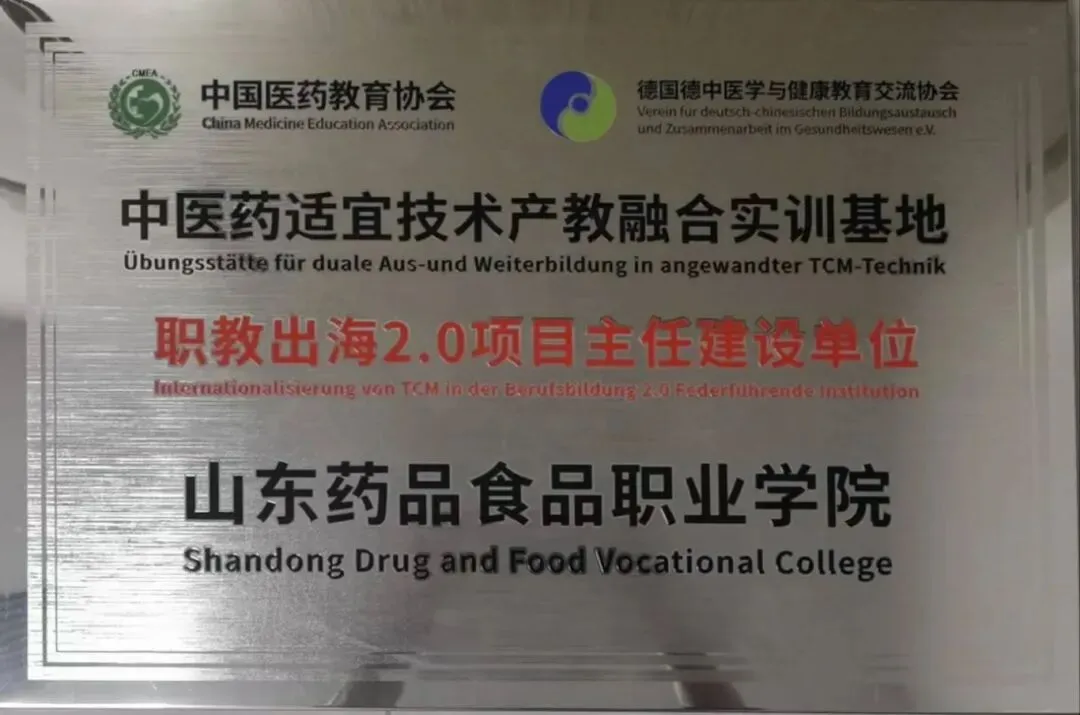 CMEA
中国医药教育协会
China Medicine Education Association
德国德中医学与健康教育交流协会
Verein für deutsch-chinesischen Bildungsaustausch
und Zusammenarbeit im Gesundheitswesen e.V.
中医药适宜技术产教融合实训基地
Übungsstätte für duale Aus-und Weiterbildung in angewandter TCM-Technik
职教出海2.0项目主任建设单位
Internationalisierung von TCM in der Berufsbildung 2.0 Federführende Institution
山东药品食品职业学院
Shandong Drug and Food Vocational College